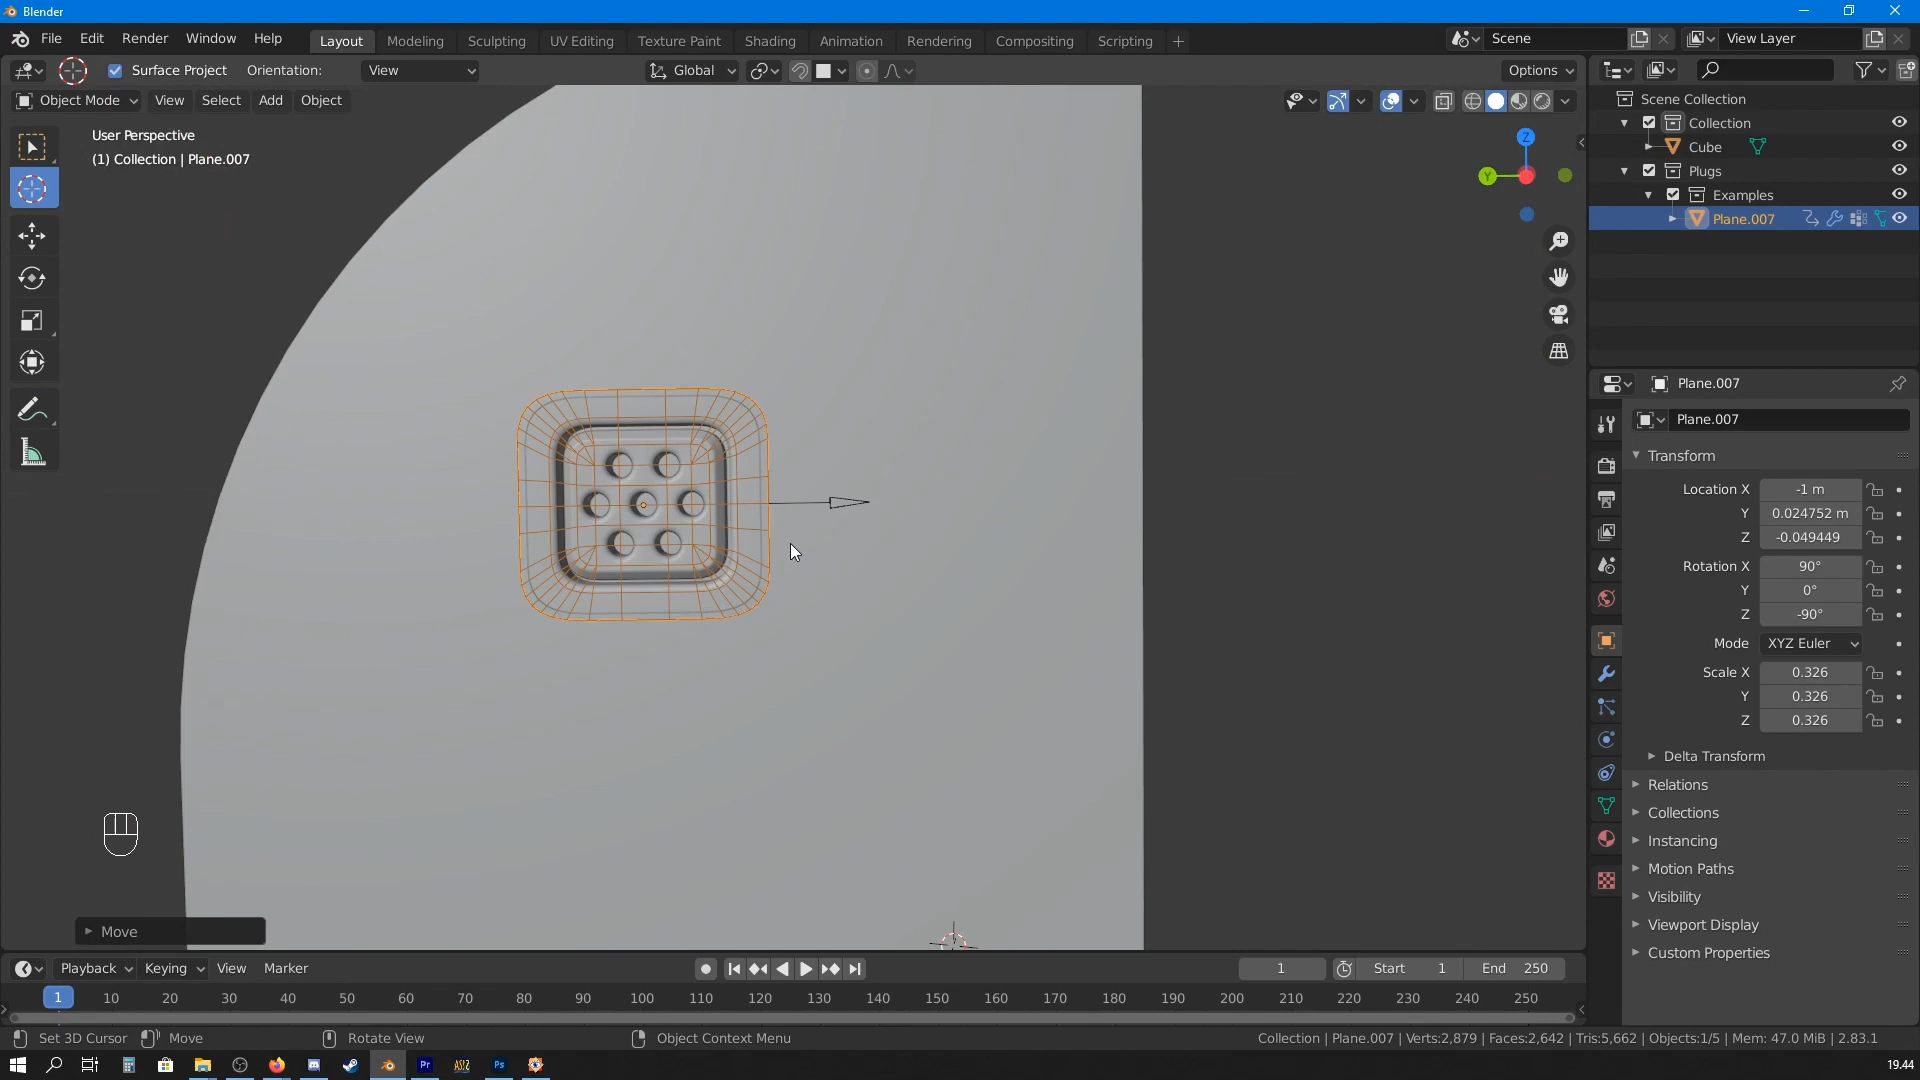 Blender
File Edit Render Window Help
Layout Modeling Sculpting UV Editing Texture Paint Shading Animation Rendering Compositing Scripting +
Scene
View Layer
Surface Project Orientation: View
Global
Options
Object Mode View Select Add Object
User Perspective
(1) Collection | Plane.007
Z
Y
Scene Collection
Collection
Cube
Plugs
Examples
Plane.007
Plane.007
Plane.007
Transform
Location X -1 m
Y 0.024752 m
Z -0.049449
Rotation X 90°
Y 0°
Z -90°
Mode XYZ Euler
Scale X 0.326
Y 0.326
Z 0.326
Delta Transform
Relations
Collections
Instancing
Motion Paths
Visibility
Viewport Display
Custom Properties
Move
Playback Keying View Marker
1 Start 1 End 250
1 10 20 30 40 50 60 70 80 90 100 110 120 130 140 150 160 170 180 190 200 210 220 230 240 250
Set 3D Cursor Move Rotate View Object Context Menu
Collection | Plane.007 | Verts:2,879 | Faces:2,642 | Tris:5,662 | Objects:1/5 | Mem: 47.0 MiB | 2.83.1
Pr Ps
19.44